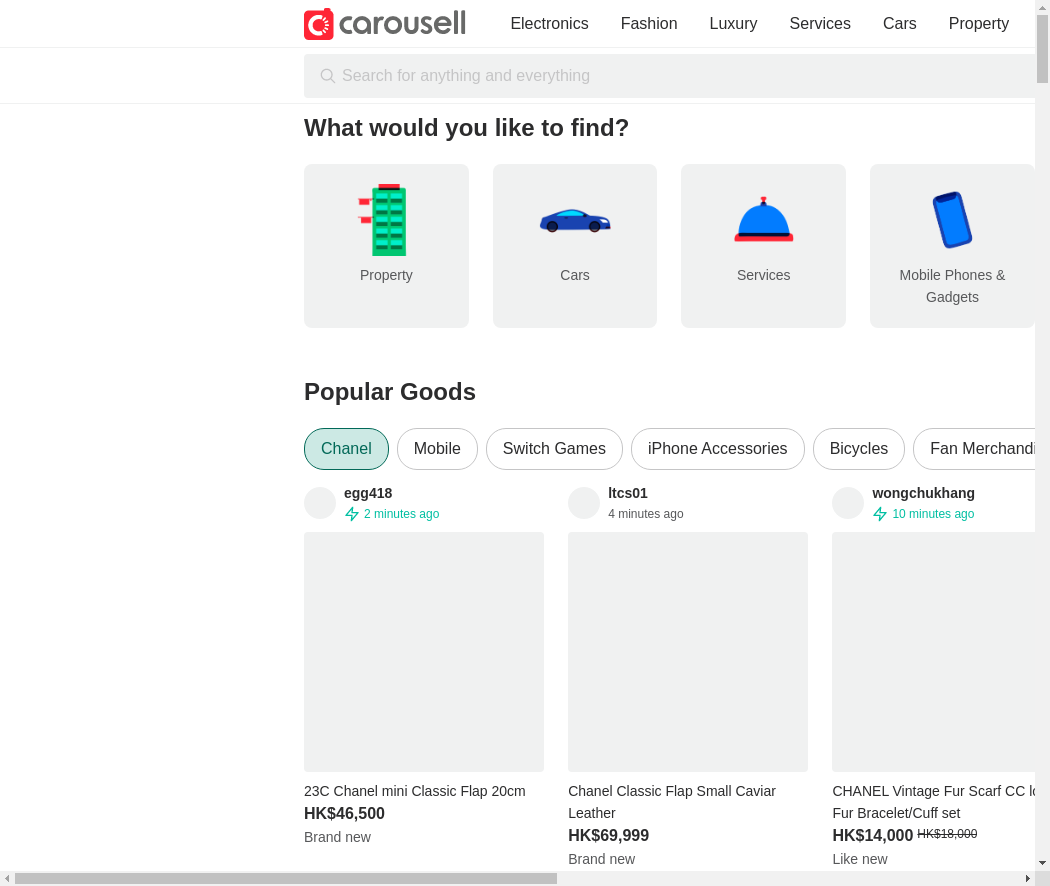 carousell
Electronics Fashion Luxury Services Cars Property
Search for anything and everything
What would you like to find?
Property
Cars
Services
Mobile Phones &
Gadgets
Popular Goods
Chanel Mobile Switch Games iPhone Accessories Bicycles Fan Merchandi
egg418
2 minutes ago
ltcs01
4 minutes ago
wongchukhang
10 minutes ago
23C Chanel mini Classic Flap 20cm
HK$46,500
Brand new
Chanel Classic Flap Small Caviar
Leather
HK$69,999
Brand new
CHANEL Vintage Fur Scarf CC lo
Fur Bracelet/Cuff set
HK$14,000 HK$18,000
Like new